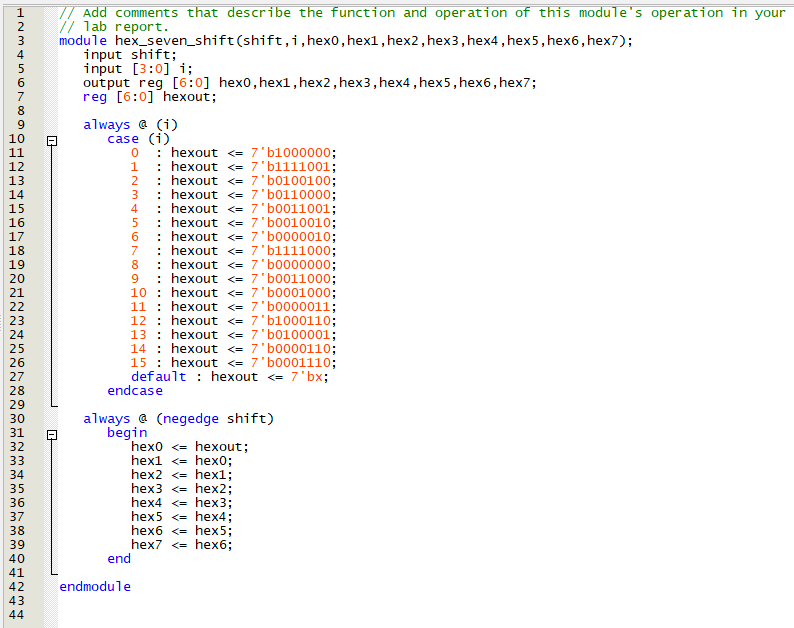 1 // Add comments that describe the function and operation of this module's operation in your
2 // lab report.
3 module hex_seven_shift(shift,i,hex0,hex1,hex2,hex3,hex4,hex5,hex6,hex7);
4 input shift;
5 input [3:0] i;
6 output reg [6:0] hex0,hex1,hex2,hex3,hex4,hex5,hex6,hex7;
7 reg [6:0] hexout;
8
9 always @ (i)
10 case (i)
11 0 : hexout <= 7'b1000000;
12 1 : hexout <= 7'b1111001;
13 2 : hexout <= 7'b0100100;
14 3 : hexout <= 7'b0110000;
15 4 : hexout <= 7'b0011001;
16 5 : hexout <= 7'b0010010;
17 6 : hexout <= 7'b0000010;
18 7 : hexout <= 7'b1111000;
19 8 : hexout <= 7'b0000000;
20 9 : hexout <= 7'b0011000;
21 10 : hexout <= 7'b0001000;
22 11 : hexout <= 7'b0000011;
23 12 : hexout <= 7'b1000110;
24 13 : hexout <= 7'b0100001;
25 14 : hexout <= 7'b0000110;
26 15 : hexout <= 7'b0001110;
27 default : hexout <= 7'bx;
28 endcase
29
30 always @ (negedge shift)
31 begin
32 hex0 <= hexout;
33 hex1 <= hex0;
34 hex2 <= hex1;
35 hex3 <= hex2;
36 hex4 <= hex3;
37 hex5 <= hex4;
38 hex6 <= hex5;
39 hex7 <= hex6;
40 end
41
42 endmodule
43
44